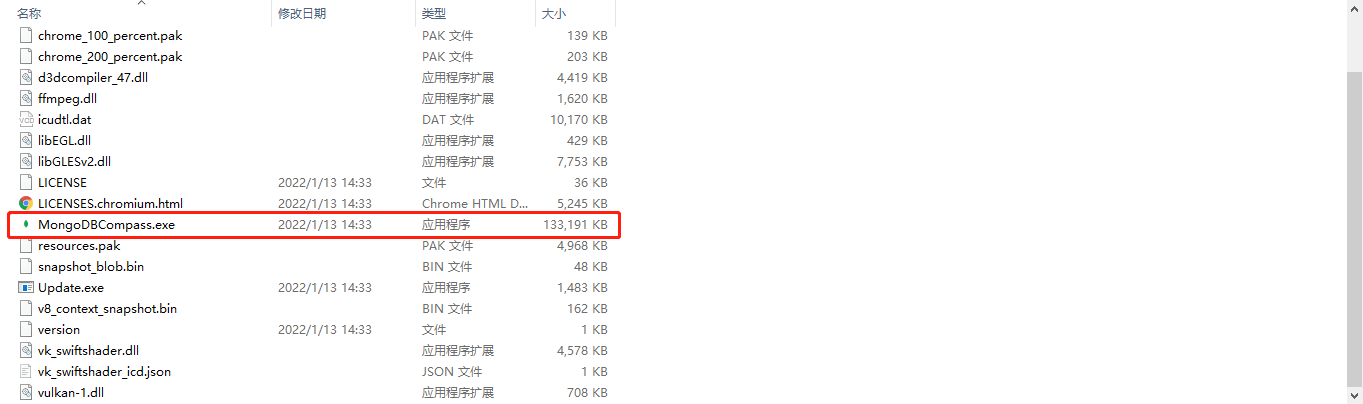 名称 修改日期 类型 大小
chrome_100_percent.pak PAK 文件 139 KB
chrome_200_percent.pak PAK 文件 203 KB
d3dcompiler_47.dll 应用程序扩展 4,419 KB
ffmpeg.dll 应用程序扩展 1,620 KB
icudtl.dat DAT 文件 10,170 KB
libEGL.dll 应用程序扩展 429 KB
libGLESv2.dll 应用程序扩展 7,753 KB
LICENSE 2022/1/13 14:33 文件 36 KB
LICENSES.chromium.html 2022/1/13 14:33 Chrome HTML D... 5,245 KB
MongoDBCompass.exe 2022/1/13 14:33 应用程序 133,191 KB
resources.pak PAK 文件 4,968 KB
snapshot_blob.bin BIN 文件 48 KB
Update.exe 2022/1/13 14:33 应用程序 1,483 KB
v8_context_snapshot.bin BIN 文件 162 KB
version 2022/1/13 14:33 文件 1 KB
vk_swiftshader.dll 应用程序扩展 4,578 KB
vk_swiftshader_icd.json JSON 文件 1 KB
vulkan-1.dll 应用程序扩展 708 KB